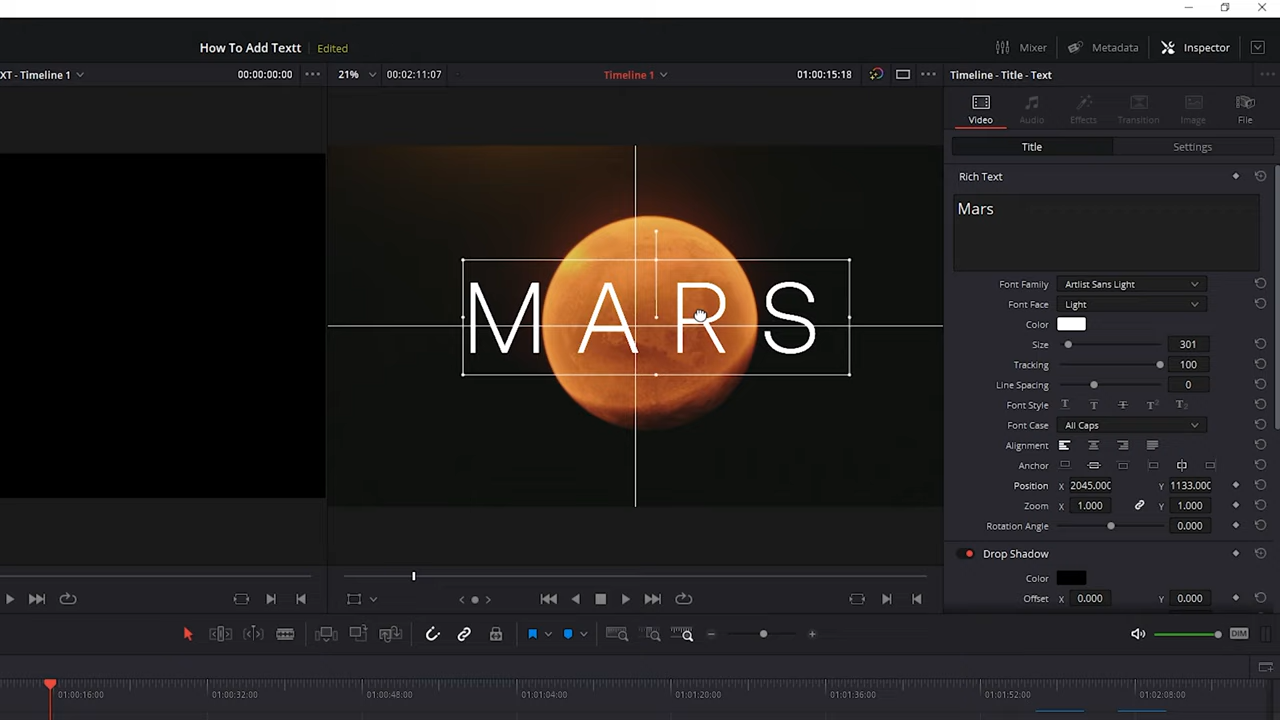 How To Add Textt Edited
Mixer Metadata Inspector
XT - Timeline 1 00:00:00:00 21% 00:02:11:07 Timeline 1 01:00:15:18 Timeline - Title - Text
Video Audio Effects Transition Image File
Title Settings
Rich Text
Mars
MARS
Font Family Artlist Sans Light
Font Face Light
Color
Size 301
Tracking 100
Line Spacing 0
Font Style T T T T² T₂
Font Case All Caps
Alignment
Anchor
Position X 2045.000 Y 1133.000
Zoom X 1.000 Y 1.000
Rotation Angle 0.000
Drop Shadow
Color
Offset X 0.000 Y 0.000
DIM
01:00:16:00 01:00:32:00 01:00:48:00 01:01:04:00 01:01:20:00 01:01:36:00 01:01:52:00 01:02:08:00